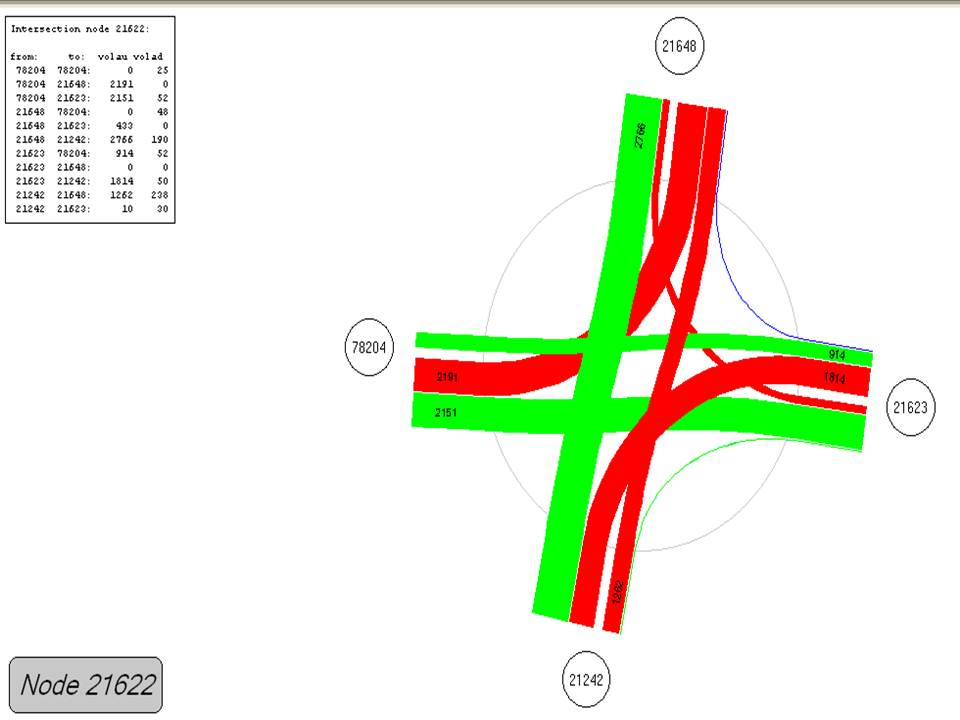 Intersection node 21622:
from: to: volau volad
78204 78204: 0 25
78204 21648: 2191 0
78204 21623: 2151 52
21648 78204: 0 48
21648 21623: 433 0
21648 21242: 2766 190
21623 78204: 914 52
21623 21648: 0 0
21623 21242: 1814 50
21242 21648: 1262 238
21242 21623: 10 30
21648
2766
78204
2191
2151
914
1814
21623
1262
21242
Node 21622